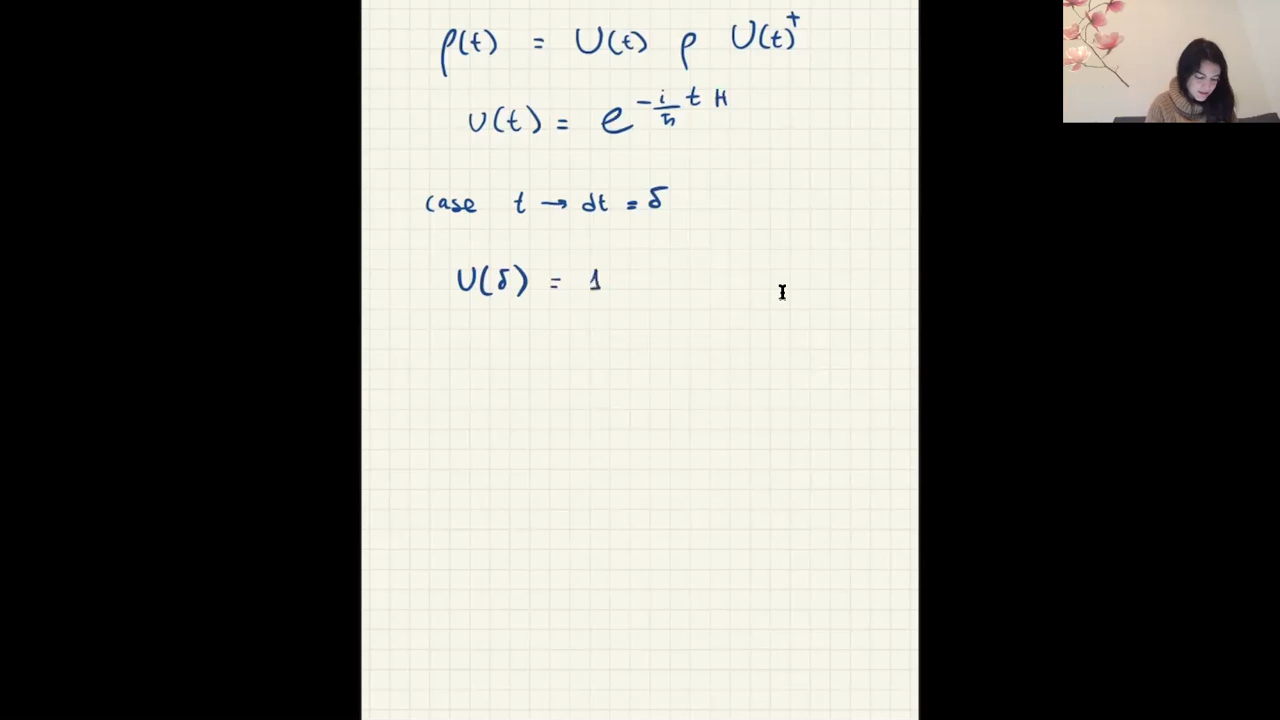 ρ(t) = U(t) ρ U(t)†
U(t) = e^{-i/ħ t H}
case t → dt = δ
U(δ) = 1